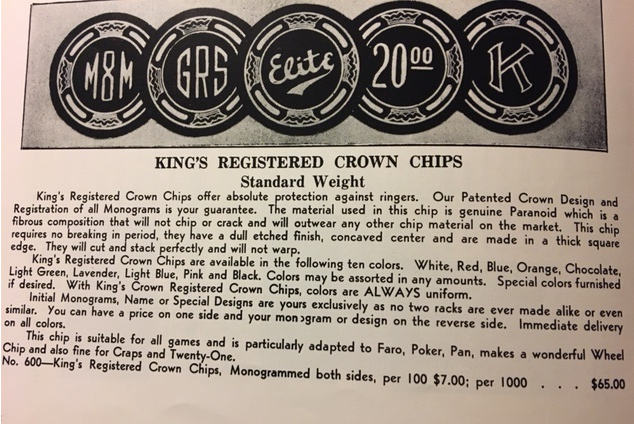 M8M GRS Elite 20.00 K
KING'S REGISTERED CROWN CHIPS
Standard Weight
King's Registered Crown Chips offer absolute protection against ringers. Our Patented Crown Design and
Registration of all Monograms is your guarantee. The material used in this chip is genuine Paranoid which is a
fibrous composition that will not chip or crack and will outwear any other chip material on the market. This chip
requires no breaking in period, they have a dull etched finish, concaved center and are made in a thick square
edge. They will cut and stack perfectly and will not warp.
King's Registered Crown Chips are available in the following ten colors. White, Red, Blue, Orange, Chocolate,
Light Green, Lavender, Light Blue, Pink and Black. Colors may be assorted in any amounts. Special colors furnished
if desired. With King's Crown Registered Crown Chips, colors are ALWAYS uniform.
Initial Monograms, Name or Special Designs are yours exclusively as no two racks are ever made alike or even
similar. You can have a price on one side and your monogram or design on the reverse side. Immediate delivery
on all colors.
This chip is suitable for all games and is particularly adapted to Faro, Poker, Pan, makes a wonderful Wheel
Chip and also fine for Craps and Twenty-One.
No. 600—King's Registered Crown Chips, Monogrammed both sides, per 100 $7.00; per 1000 . . . $65.00